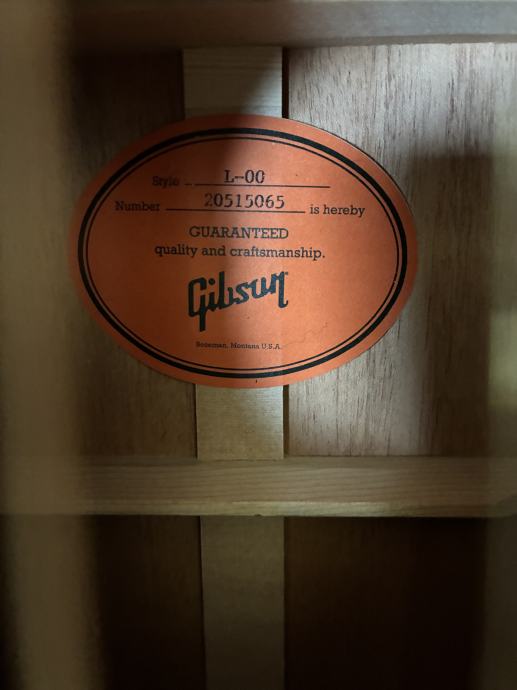 Style L-00
Number 20515065 is hereby
GUARANTEED
quality and craftsmanship.
Gibson
Bozeman, Montana U.S.A.